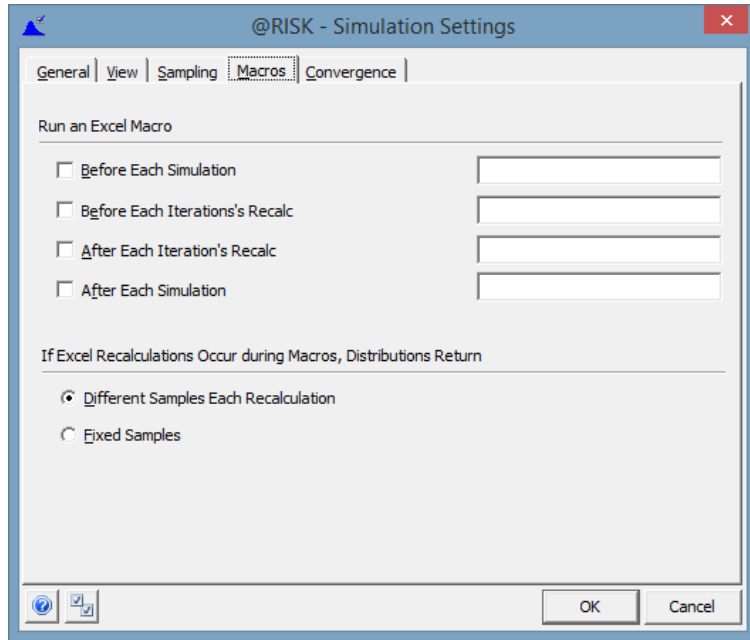 @RISK - Simulation Settings
General View Sampling Macros Convergence
Run an Excel Macro
Before Each Simulation
Before Each Iterations's Recalc
After Each Iteration's Recalc
After Each Simulation
If Excel Recalculations Occur during Macros, Distributions Return
Different Samples Each Recalculation
Fixed Samples
OK Cancel